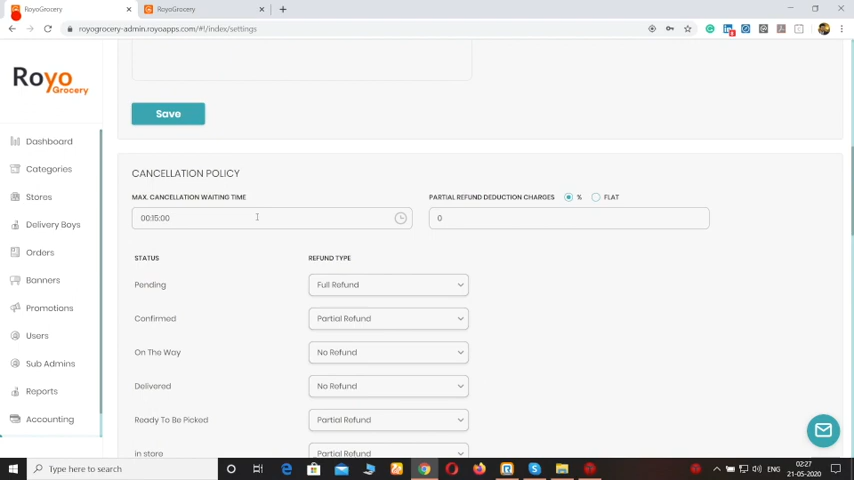 RoyoGrocery
RoyoGrocery
royogrocery-admin.royoapps.com/#!/index/settings
Royo
Grocery
Save
Dashboard
Categories
Stores
Delivery Boys
Orders
Banners
Promotions
Users
Sub Admins
Reports
Accounting
CANCELLATION POLICY
MAX. CANCELLATION WAITING TIME
PARTIAL REFUND DEDUCTION CHARGES % FLAT
00:15:00
0
STATUS REFUND TYPE
Pending Full Refund
Confirmed Partial Refund
On The Way No Refund
Delivered No Refund
Ready To Be Picked Partial Refund
in store Partial Refund
Type here to search
ENG
02:27
21-05-2020